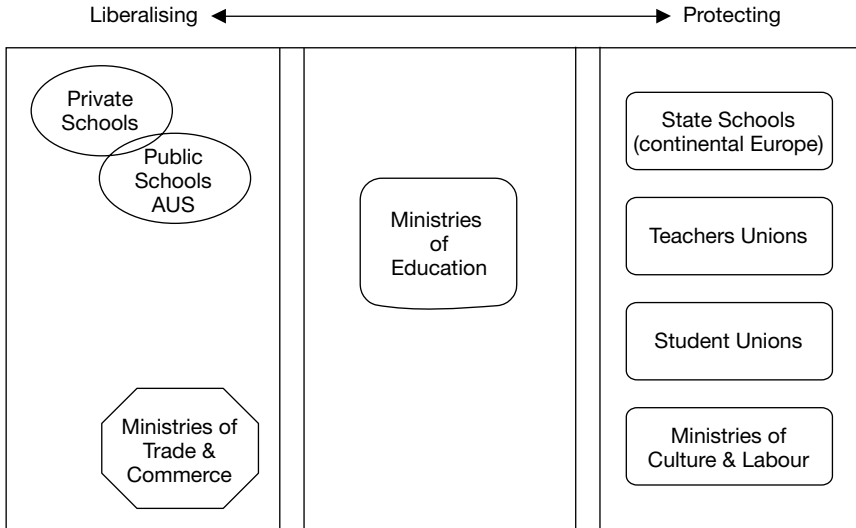 Liberalising
Protecting
Private
Schools
Public
Schools
AUS
Ministries of
Trade &
Commerce
Ministries
of
Education
State Schools
(continental Europe)
Teachers Unions
Student Unions
Ministries of
Culture & Labour